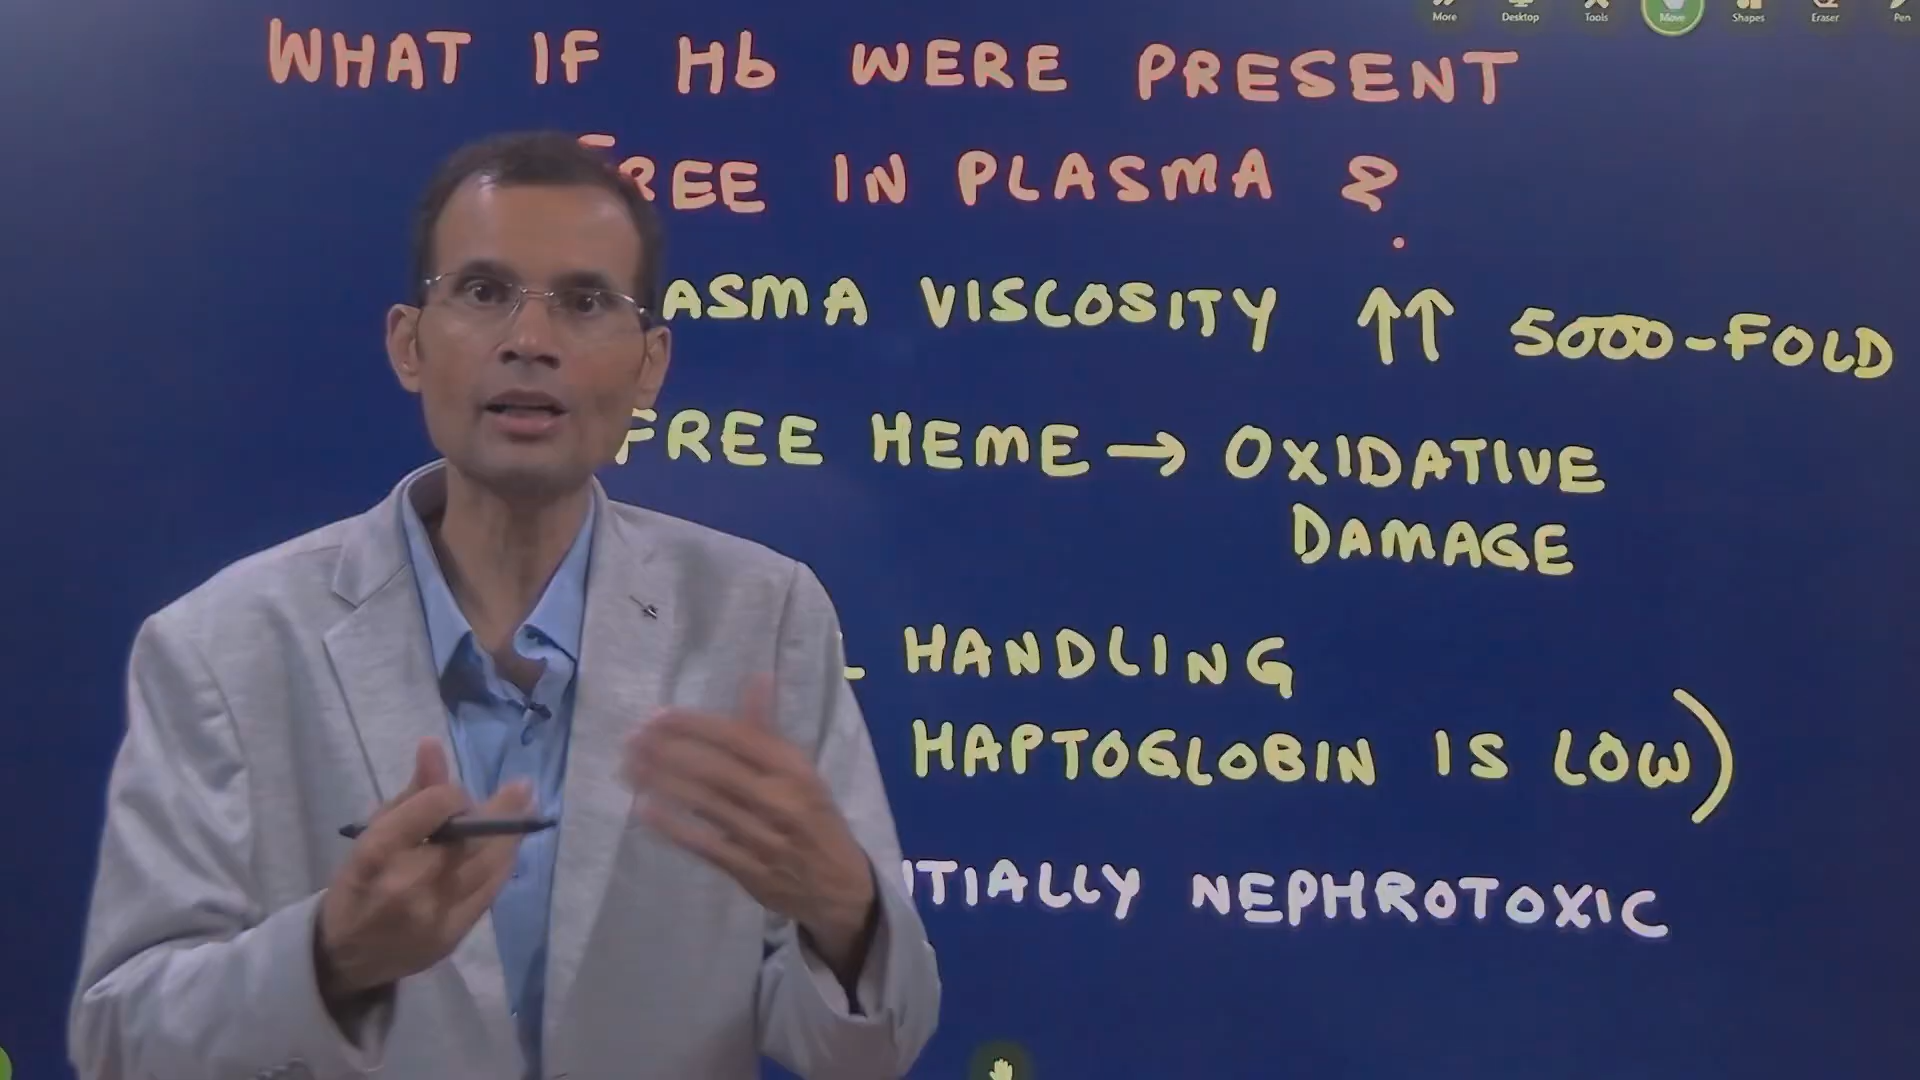 More Desktop Tools Move Shapes Eraser Pen
WHAT IF Hb WERE PRESENT
FREE IN PLASMA ?
ASMA VISCOSITY ↑↑ 5000-FOLD
FREE HEME → OXIDATIVE
DAMAGE
L HANDLING
HAPTOGLOBIN IS LOW)
TIALLY NEPHROTOXIC